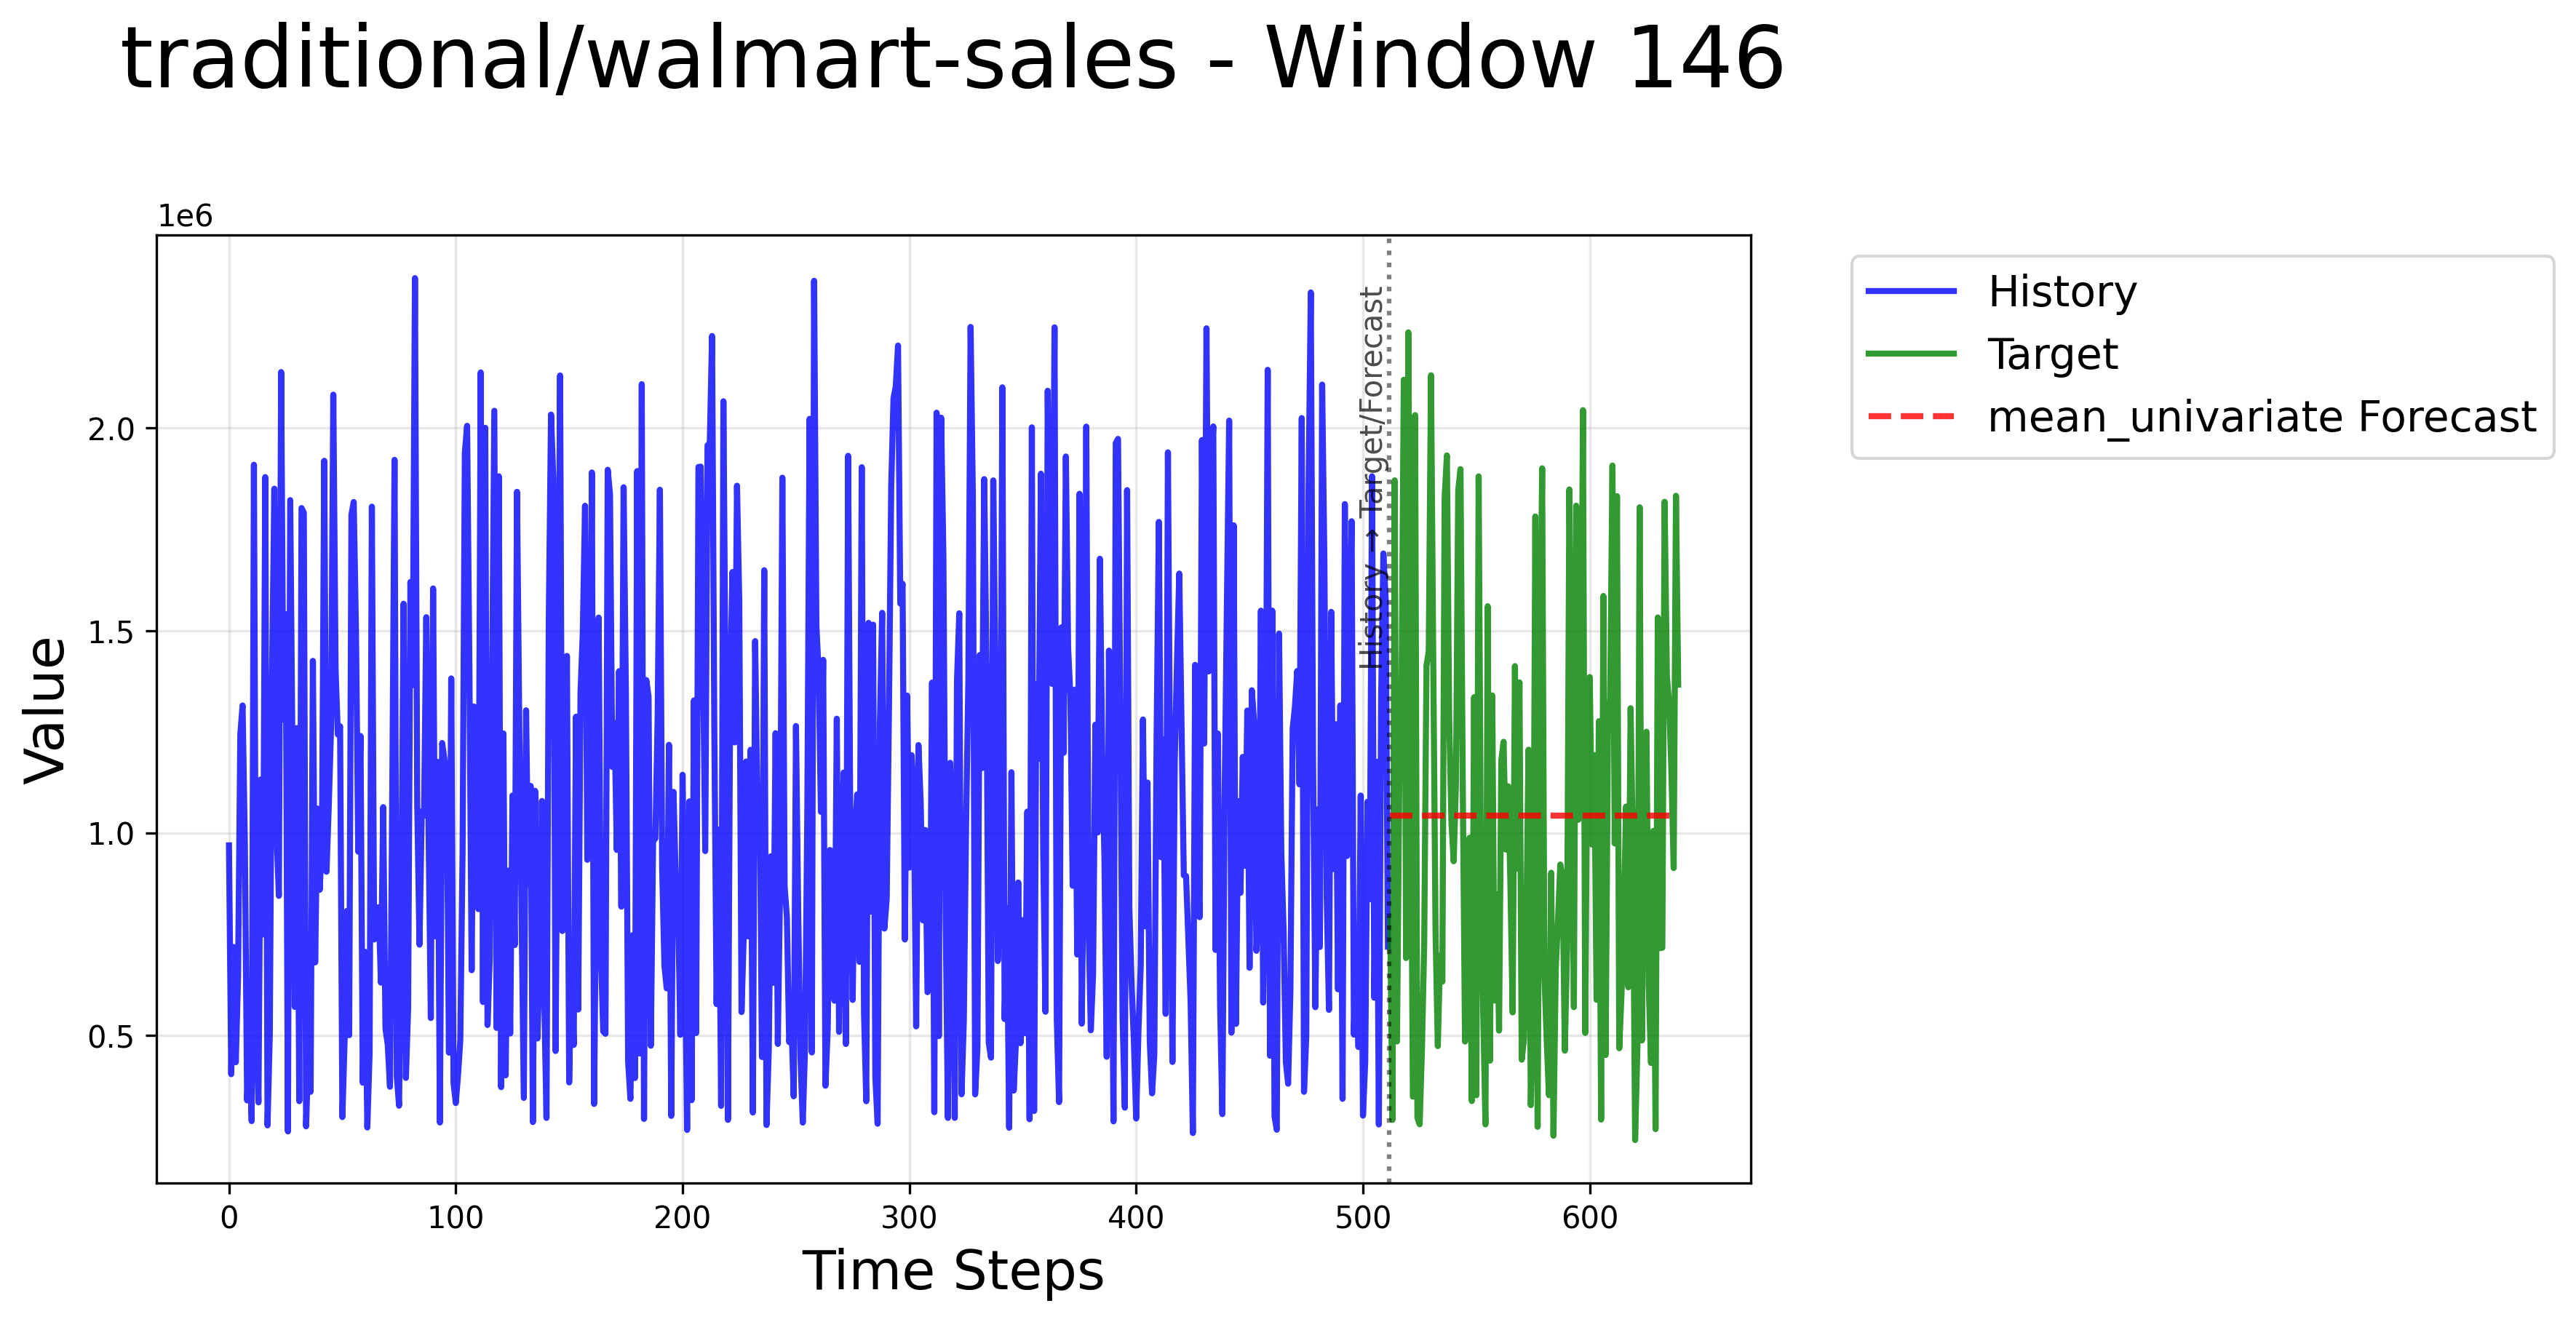 traditional/walmart-sales - Window 146
1e6
History
Target
mean_univariate Forecast
History → Target/Forecast
Value
2.0
1.5
1.0
0.5
0 100 200 300 400 500 600
Time Steps